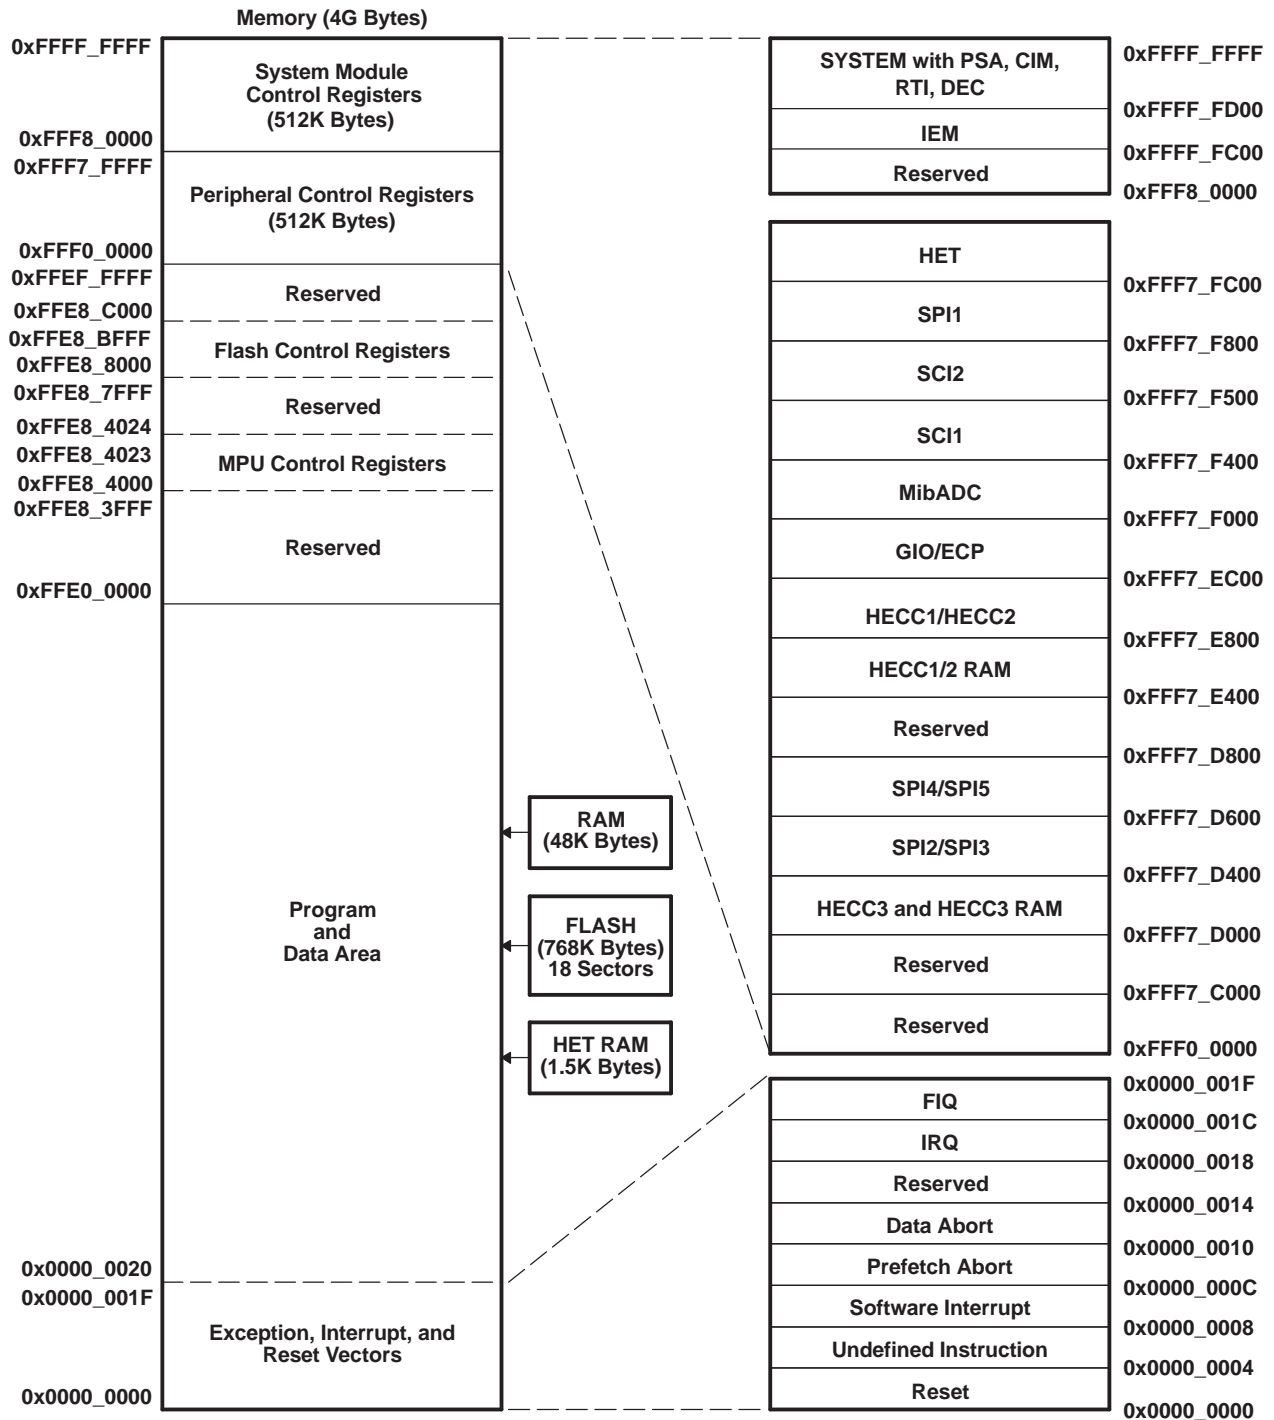 Memory (4G Bytes)
0xFFFF_FFFF
System Module
Control Registers
(512K Bytes)
0xFFF8_0000
0xFFF7_FFFF
Peripheral Control Registers
(512K Bytes)
0xFFF0_0000
0xFFEF_FFFF
Reserved
0xFFE8_C000
0xFFE8_BFFF
Flash Control Registers
0xFFE8_8000
0xFFE8_7FFF
Reserved
0xFFE8_4024
0xFFE8_4023
MPU Control Registers
0xFFE8_4000
0xFFE8_3FFF
Reserved
0xFFE0_0000
Program
and
Data Area
0x0000_0020
0x0000_001F
Exception, Interrupt, and
Reset Vectors
0x0000_0000
RAM
(48K Bytes)
FLASH
(768K Bytes)
18 Sectors
HET RAM
(1.5K Bytes)
0xFFFF_FFFF
SYSTEM with PSA, CIM,
RTI, DEC
0xFFFF_FD00
IEM
0xFFFF_FC00
Reserved
0xFFF8_0000
HET
0xFFF7_FC00
SPI1
0xFFF7_F800
SCI2
0xFFF7_F500
SCI1
0xFFF7_F400
MibADC
0xFFF7_F000
GIO/ECP
0xFFF7_EC00
HECC1/HECC2
0xFFF7_E800
HECC1/2 RAM
0xFFF7_E400
Reserved
0xFFF7_D800
SPI4/SPI5
0xFFF7_D600
SPI2/SPI3
0xFFF7_D400
HECC3 and HECC3 RAM
0xFFF7_D000
Reserved
0xFFF7_C000
Reserved
0xFFF0_0000
0x0000_001F
FIQ
0x0000_001C
IRQ
0x0000_0018
Reserved
0x0000_0014
Data Abort
0x0000_0010
Prefetch Abort
0x0000_000C
Software Interrupt
0x0000_0008
Undefined Instruction
0x0000_0004
Reset
0x0000_0000